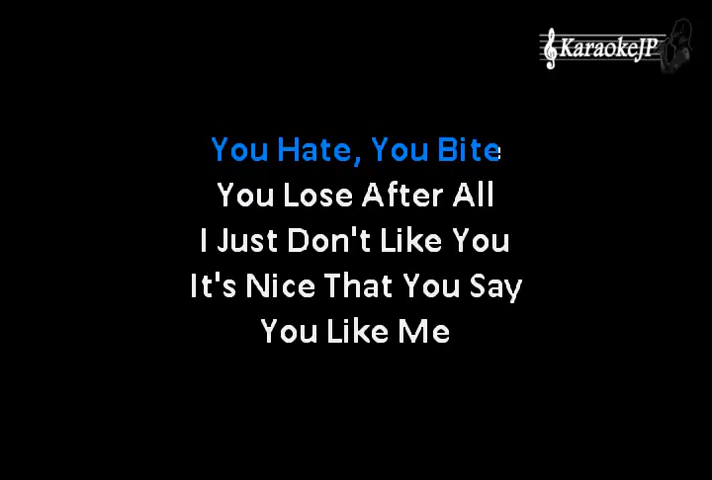 KaraokeJP
You Hate, You Bite
You Lose After All
I Just Don't Like You
It's Nice That You Say
You Like Me